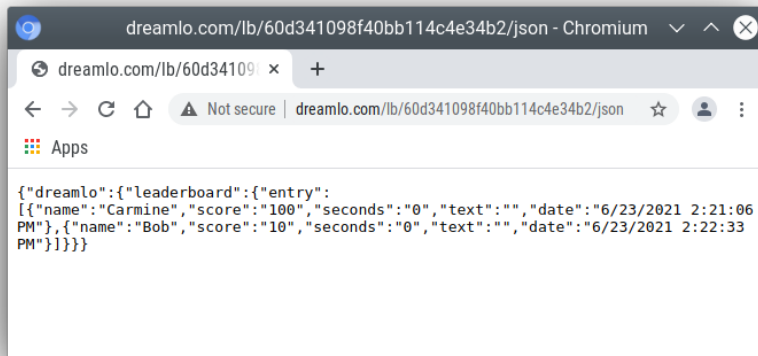 dreamlo.com/lb/60d341098f40bb114c4e34b2/json - Chromium
dreamlo.com/lb/60d34109
Not secure | dreamlo.com/lb/60d341098f40bb114c4e34b2/json
Apps
{"dreamlo":{"leaderboard":{"entry":
[{"name":"Carmine","score":"100","seconds":"0","text":"","date":"6/23/2021 2:21:06
PM"},{"name":"Bob","score":"10","seconds":"0","text":"","date":"6/23/2021 2:22:33
PM"}]}}}